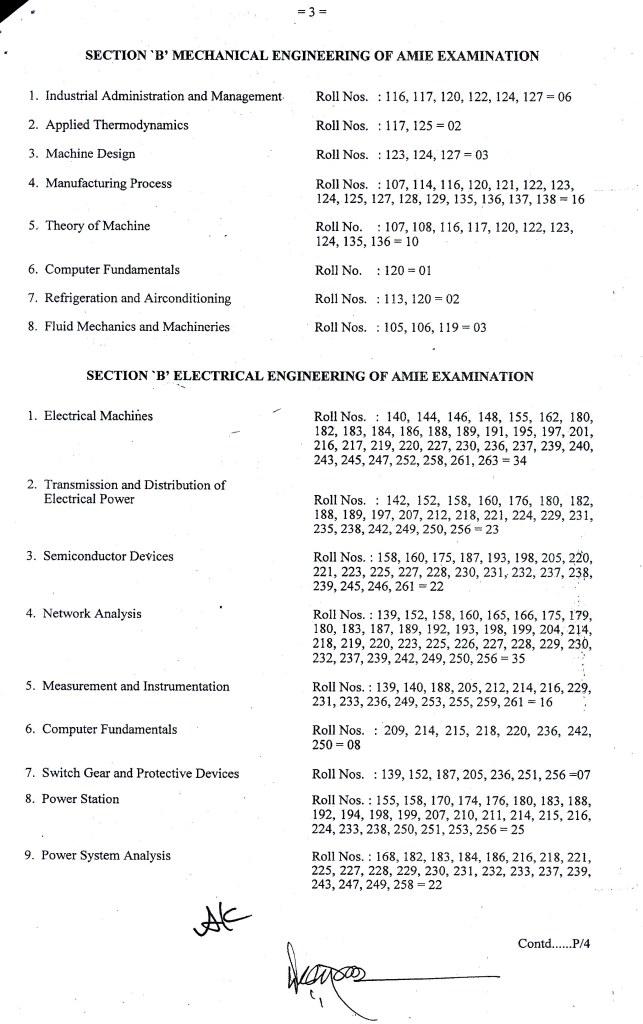 = 3 =
SECTION `B' MECHANICAL ENGINEERING OF AMIE EXAMINATION
1. Industrial Administration and Management Roll Nos. : 116, 117, 120, 122, 124, 127 = 06
2. Applied Thermodynamics Roll Nos. : 117, 125 = 02
3. Machine Design Roll Nos. : 123, 124, 127 = 03
4. Manufacturing Process Roll Nos. : 107, 114, 116, 120, 121, 122, 123,
124, 125, 127, 128, 129, 135, 136, 137, 138 = 16
5. Theory of Machine Roll No. : 107, 108, 116, 117, 120, 122, 123,
124, 135, 136 = 10
6. Computer Fundamentals Roll No. : 120 = 01
7. Refrigeration and Airconditioning Roll Nos. : 113, 120 = 02
8. Fluid Mechanics and Machineries Roll Nos. : 105, 106, 119 = 03
SECTION `B' ELECTRICAL ENGINEERING OF AMIE EXAMINATION
1. Electrical Machines Roll Nos. : 140, 144, 146, 148, 155, 162, 180,
182, 183, 184, 186, 188, 189, 191, 195, 197, 201,
216, 217, 219, 220, 227, 230, 236, 237, 239, 240,
243, 245, 247, 252, 258, 261, 263 = 34
2. Transmission and Distribution of
Electrical Power Roll Nos. : 142, 152, 158, 160, 176, 180, 182,
188, 189, 197, 207, 212, 218, 221, 224, 229, 231,
235, 238, 242, 249, 250, 256 = 23
3. Semiconductor Devices Roll Nos. : 158, 160, 175, 187, 193, 198, 205, 220,
221, 223, 225, 227, 228, 230, 231, 232, 237, 238,
239, 245, 246, 261 = 22
4. Network Analysis Roll Nos. : 139, 152, 158, 160, 165, 166, 175, 179,
180, 183, 187, 189, 192, 193, 198, 199, 204, 214,
218, 219, 220, 223, 225, 226, 227, 228, 229, 230,
232, 237, 239, 242, 249, 250, 256 = 35
5. Measurement and Instrumentation Roll Nos. : 139, 140, 188, 205, 212, 214, 216, 229,
231, 233, 236, 249, 253, 255, 259, 261 = 16
6. Computer Fundamentals Roll Nos. : 209, 214, 215, 218, 220, 236, 242,
250 = 08
7. Switch Gear and Protective Devices Roll Nos. : 139, 152, 187, 205, 236, 251, 256 =07
8. Power Station Roll Nos. : 155, 158, 170, 174, 176, 180, 183, 188,
192, 194, 198, 199, 207, 210, 211, 214, 215, 216,
224, 233, 238, 250, 251, 253, 256 = 25
9. Power System Analysis Roll Nos. : 168, 182, 183, 184, 186, 216, 218, 221,
225, 227, 228, 229, 230, 231, 232, 233, 237, 239,
243, 247, 249, 258 = 22
Contd......P/4